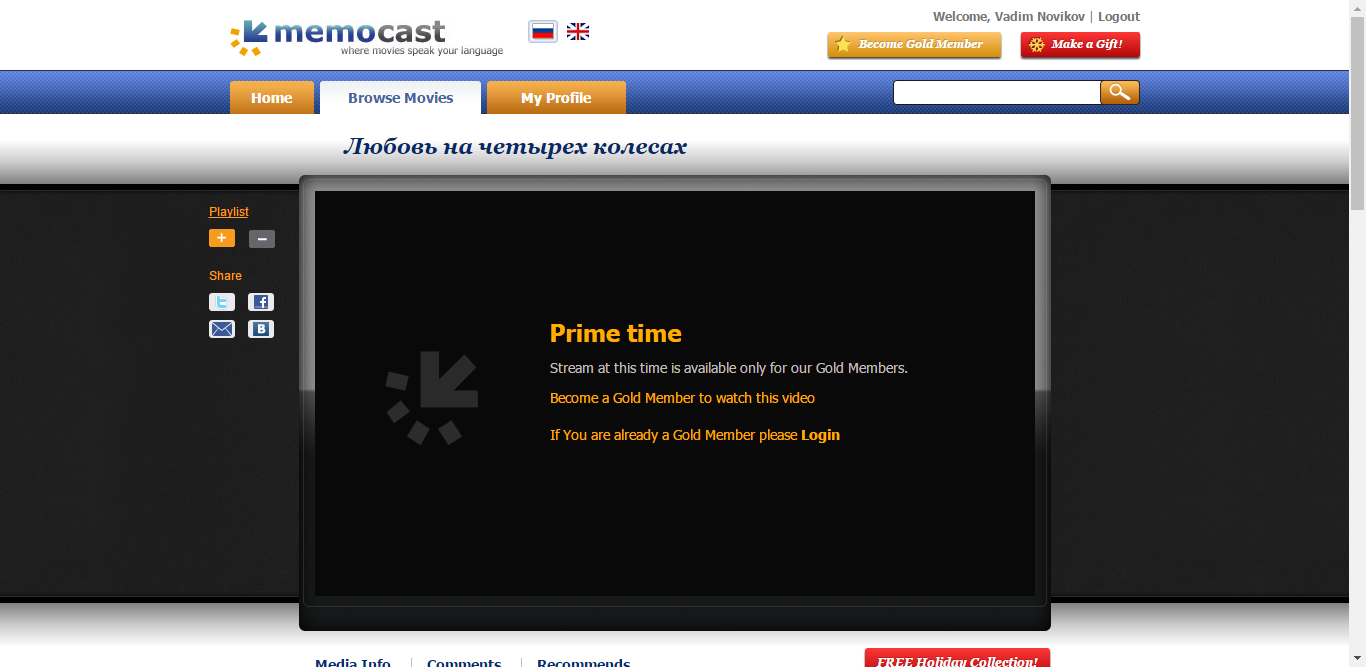 memocast
where movies speak your language
Welcome, Vadim Novikov | Logout
Become Gold Member
Make a Gift!
Home
Browse Movies
My Profile
Любовь на четырех колесах
Playlist
+
−
Share
t
f
B
Prime time
Stream at this time is available only for our Gold Members.
Become a Gold Member to watch this video
If You are already a Gold Member please Login
Media Info | Comments | Recommends
FREE Holiday Collection!